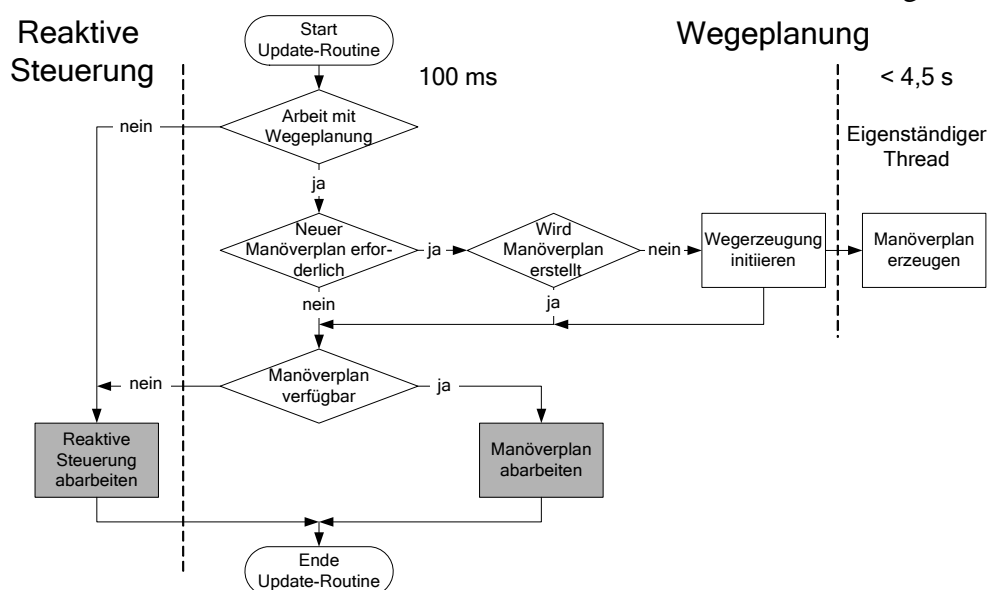 Reaktive
Steuerung
Start
Update-Routine
Wegeplanung
100 ms
< 4,5 s
nein
Arbeit mit
Wegeplanung
Eigenständiger
Thread
ja
Neuer
Manöverplan erfor-
derlich
ja
Wird
Manöverplan
erstellt
nein
Wegerzeugung
initiieren
Manöverplan
erzeugen
nein
ja
nein
Manöverplan
verfügbar
ja
Reaktive
Steuerung
abarbeiten
Manöverplan
abarbeiten
Ende
Update-Routine